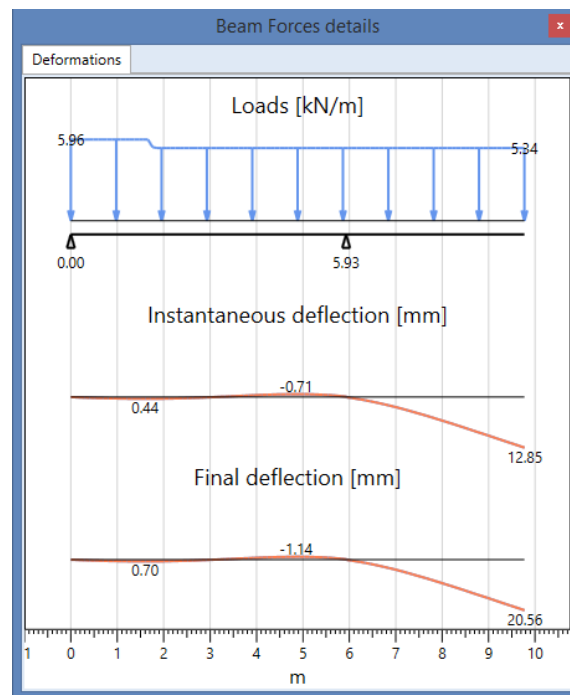 Beam Forces details
x
Deformations
Loads [kN/m]
5.96
5.34
0.00
5.93
Instantaneous deflection [mm]
-0.71
0.44
12.85
Final deflection [mm]
-1.14
0.70
20.56
1 0 1 2 3 4 5 6 7 8 9 10
m